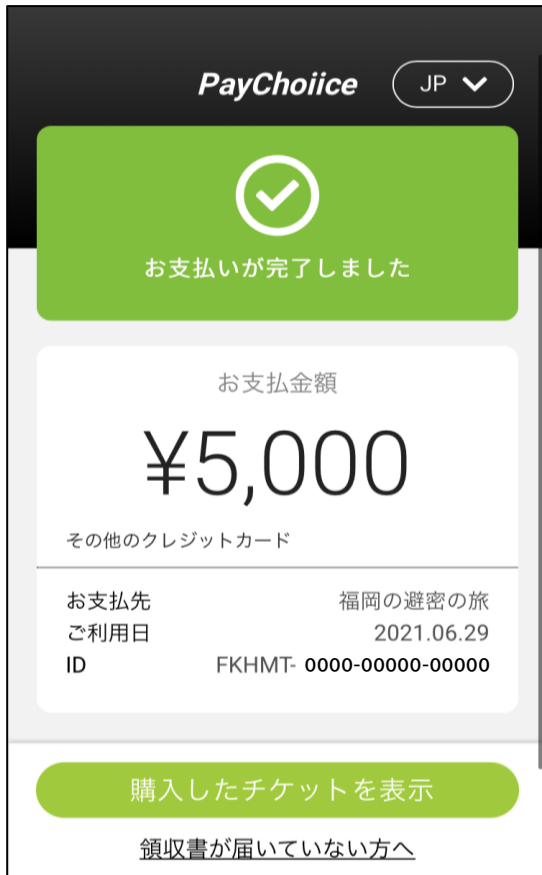 PayChoiice
JP
お支払いが完了しました
お支払金額
¥5,000
その他のクレジットカード
お支払先 福岡の避密の旅
ご利用日 2021.06.29
ID FKHMT- 0000-00000-00000
購入したチケットを表示
領収書が届いていない方へ